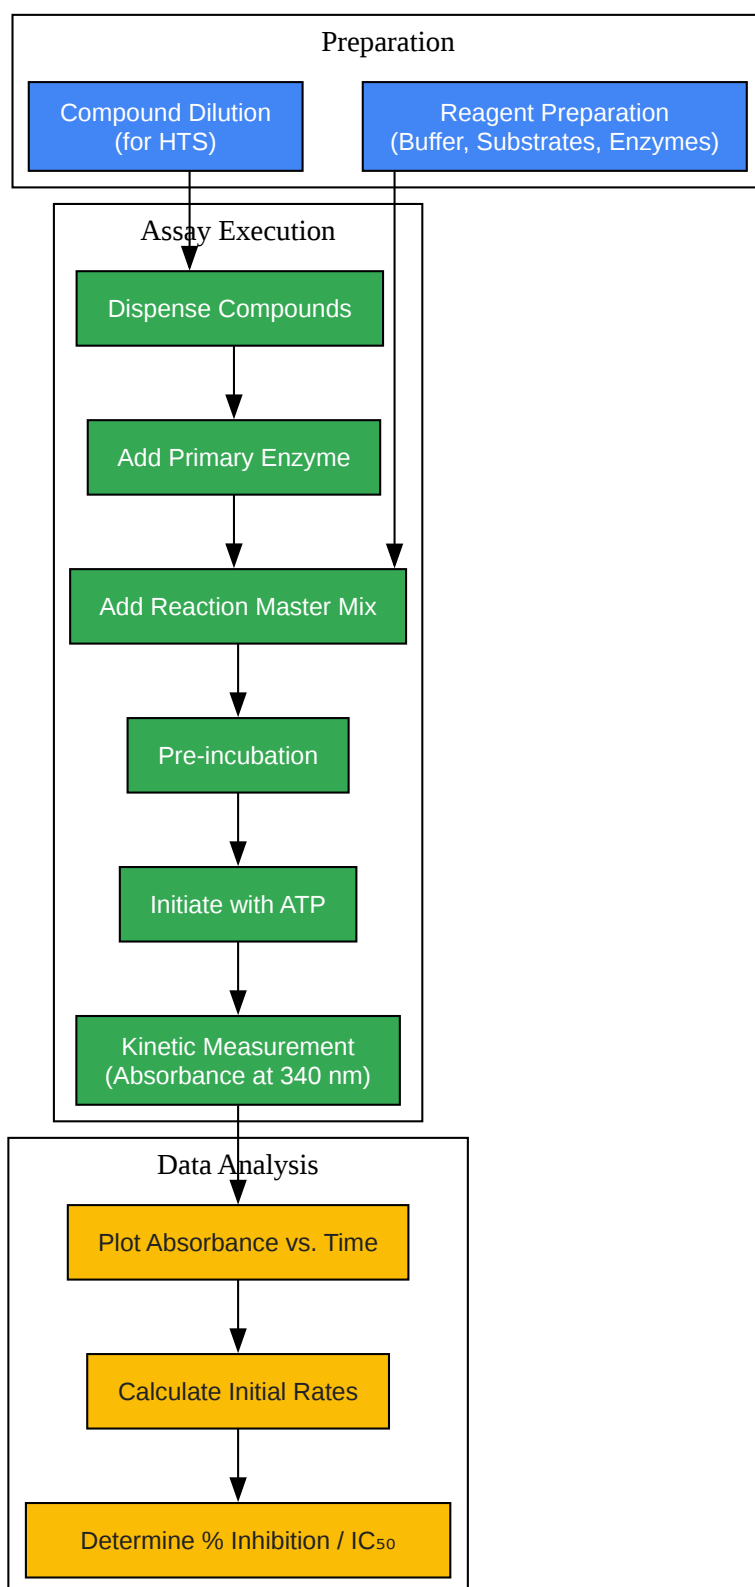 Preparation
Compound Dilution
(for HTS)
Reagent Preparation
(Buffer, Substrates, Enzymes)
Assay Execution
Dispense Compounds
Add Primary Enzyme
Add Reaction Master Mix
Pre-incubation
Initiate with ATP
Kinetic Measurement
(Absorbance at 340 nm)
Data Analysis
Plot Absorbance vs. Time
Calculate Initial Rates
Determine % Inhibition / IC₅₀